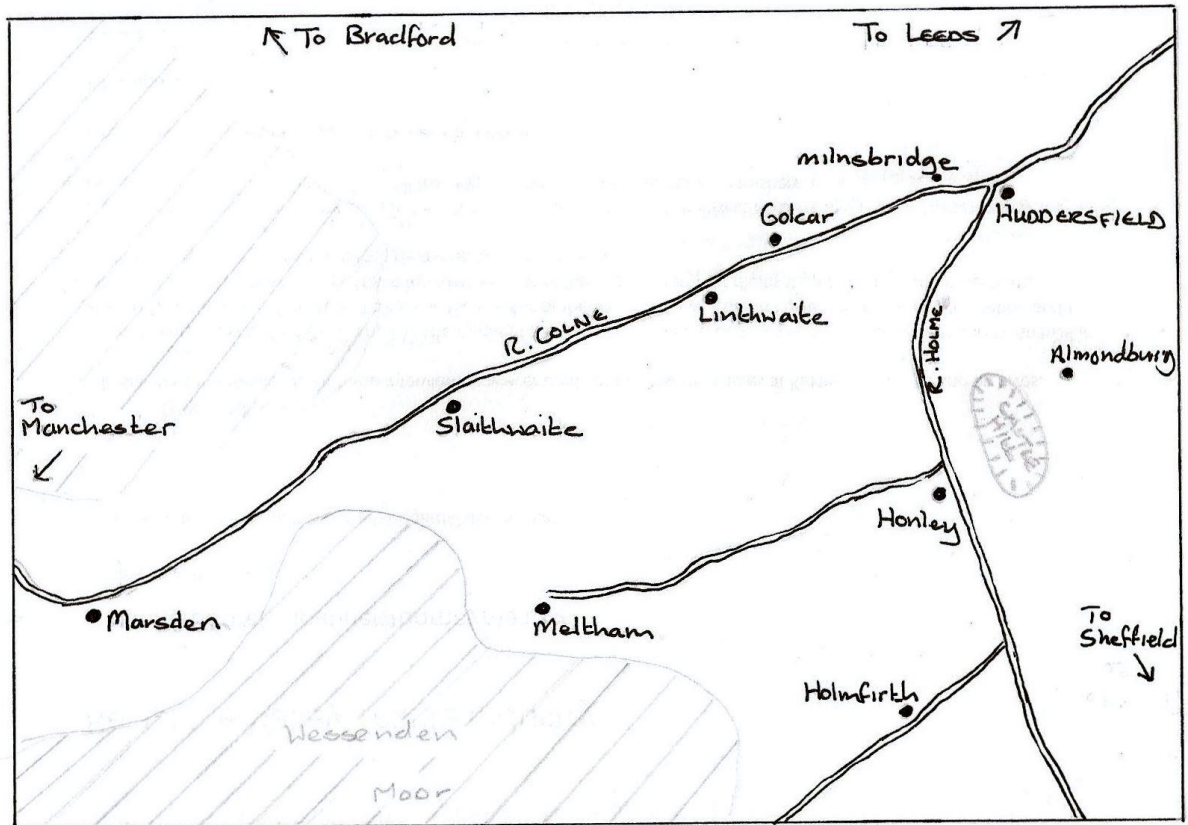 To Bradford
To LEEDS
milnsbridge
Golcar
HUDDERSFIELD
Linthwaite
R. COLNE
R. HOLME
Almondbury
To
Manchester
Slaithwaite
CASTLE
HILL
Honley
Marsden
Meltham
To
Sheffield
Holmfirth
Wessenden
Moor